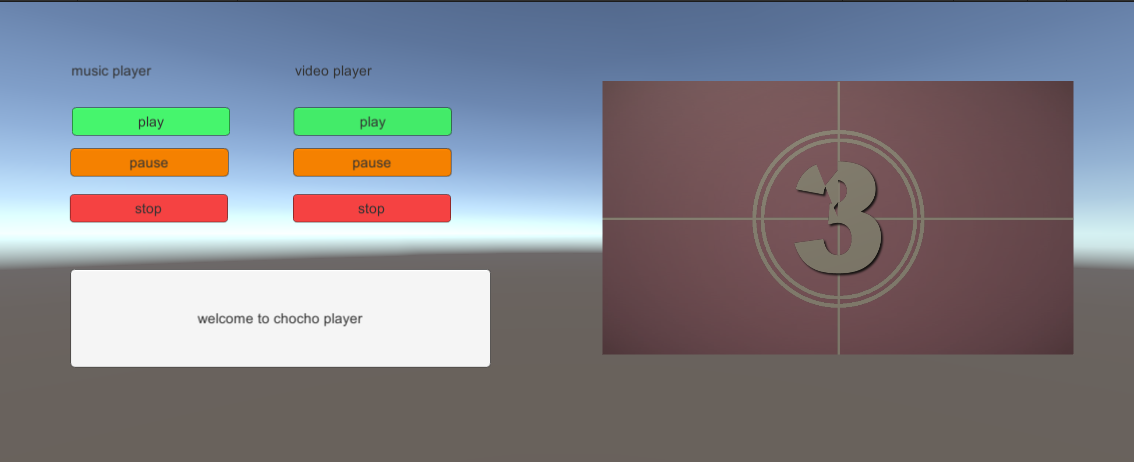 music player
video player
play
play
pause
pause
stop
stop
welcome to chocho player
3